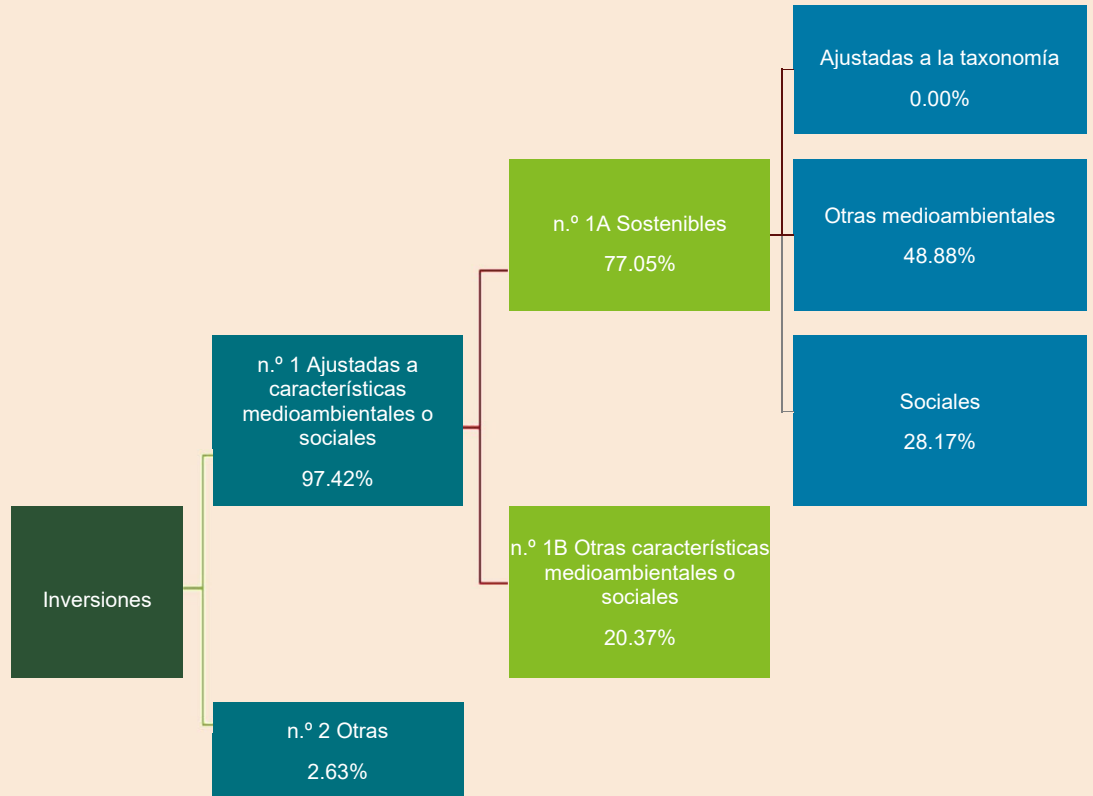 Inversiones
n.º 1 Ajustadas a
características
medioambientales o
sociales
97.42%
n.º 2 Otras
2.63%
n.º 1A Sostenibles
77.05%
n.º 1B Otras características
medioambientales o
sociales
20.37%
Ajustadas a la taxonomía
0.00%
Otras medioambientales
48.88%
Sociales
28.17%